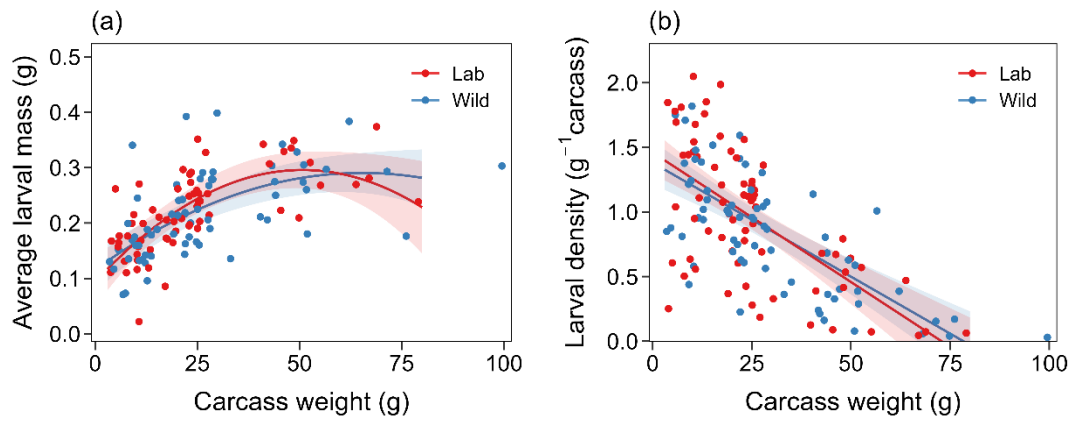 (a)
Average larval mass (g)
0.5
0.4
0.3
0.2
0.1
0.0
Lab
Wild
0
25
50
75
100
Carcass weight (g)
(b)
Larval density (g⁻¹carcass)
2.0
1.5
1.0
0.5
0.0
Lab
Wild
0
25
50
75
100
Carcass weight (g)